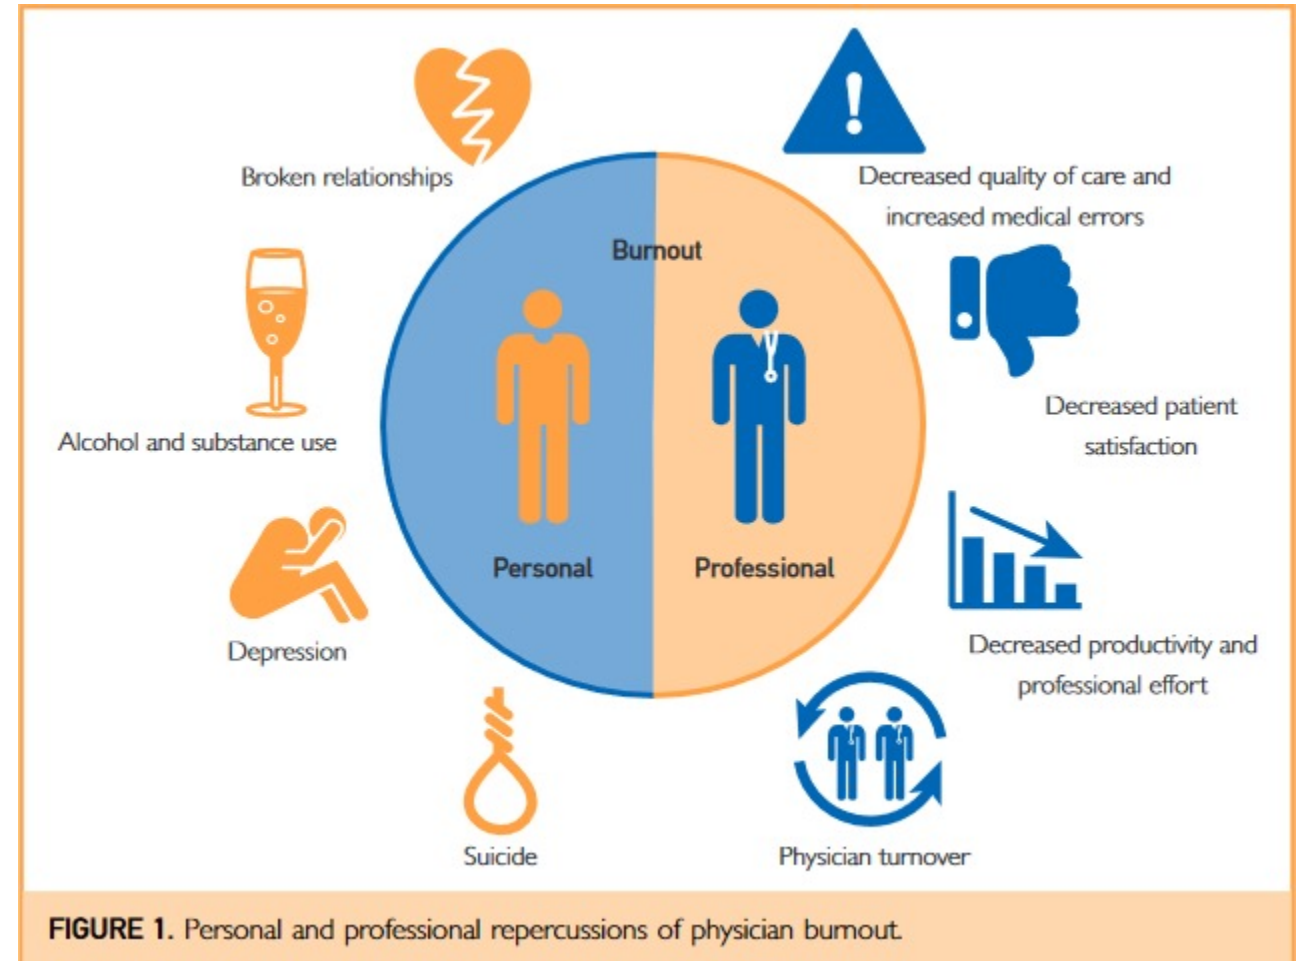 Broken relationships
Decreased quality of care and
increased medical errors
Burnout
Alcohol and substance use
Decreased patient
satisfaction
Personal
Professional
Depression
Decreased productivity and
professional effort
Suicide
Physician turnover
FIGURE 1. Personal and professional repercussions of physician burnout.